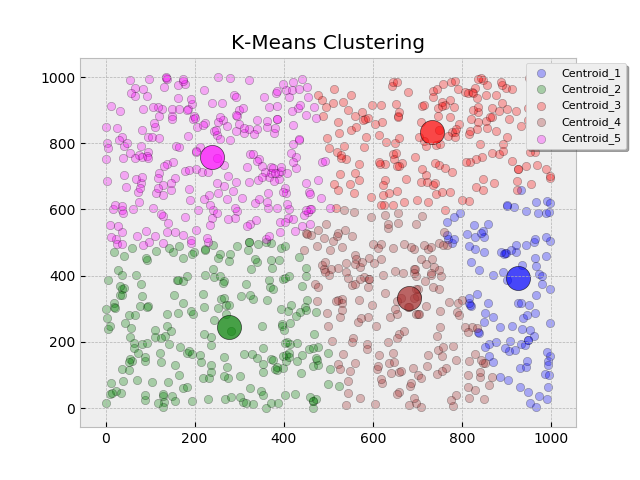 K-Means Clustering
Centroid_1
Centroid_2
Centroid_3
Centroid_4
Centroid_5
1000
800
600
400
200
0
0 200 400 600 800 1000